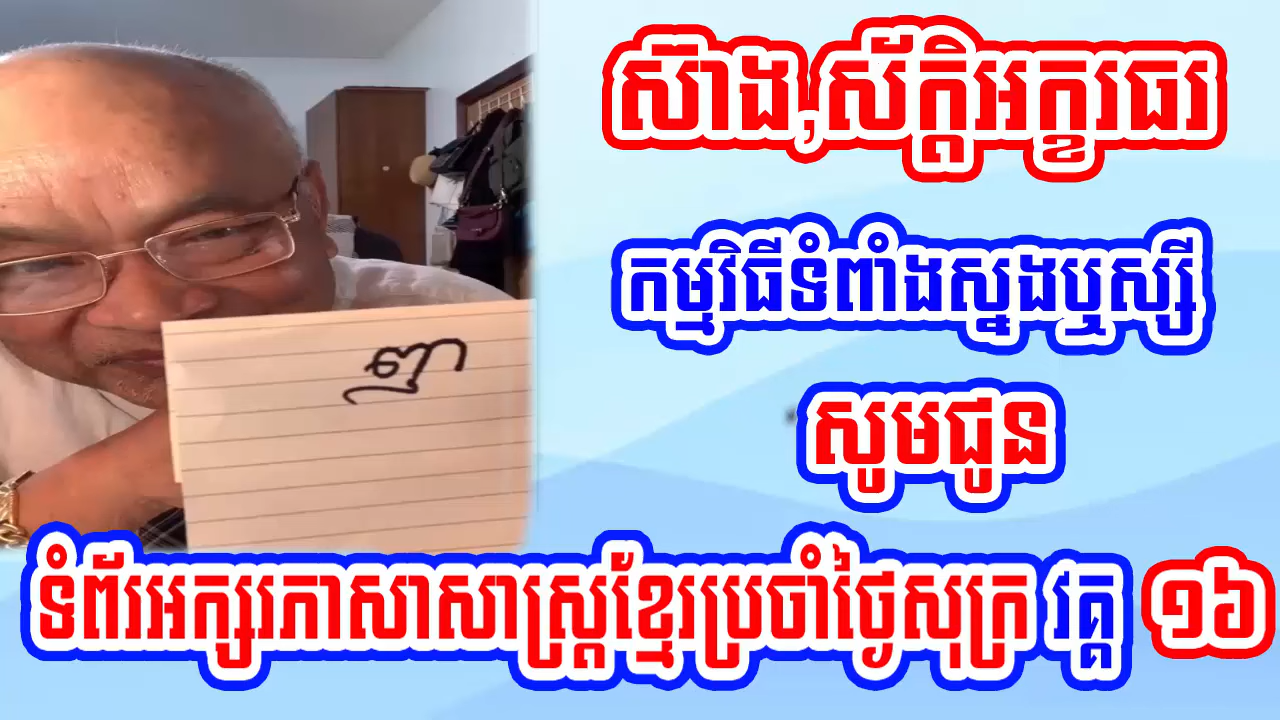 ស៊ាង,ស័ក្តិអក្ខរធរ
កម្មវិធីទំពាំងស្នងឬស្សី
សូមជូន
ទំព័រអក្សរភាសាសាស្ត្រខ្មែរប្រចាំថ្ងៃសុក្រ វគ្គ ១៦